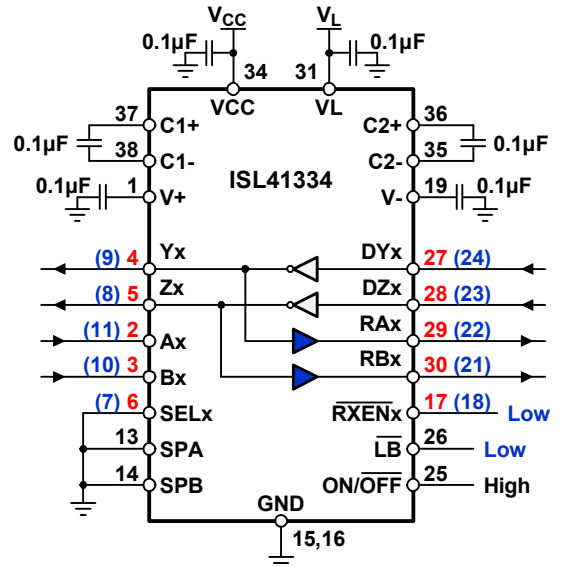 VCC VL
0.1µF 0.1µF
34 31
VCC VL
37 C1+ C2+ 36
0.1µF 0.1µF
38 C1- C2- 35
ISL41334
0.1µF 1 V+ V- 19 0.1µF
(9) 4 Yx DYx 27 (24)
(8) 5 Zx DZx 28 (23)
(11) 2 Ax RAx 29 (22)
(10) 3 Bx RBx 30 (21)
(7) 6 SELx RXENx 17 (18) Low
13 SPA LB 26 Low
14 SPB ON/OFF 25 High
GND
15,16